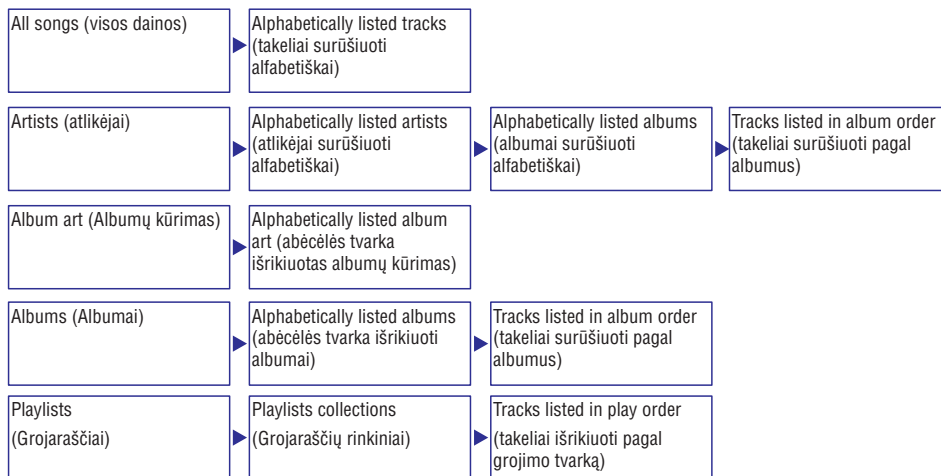 All songs (visos dainos)
Alphabetically listed tracks
(takeliai surūšiuoti
alfabetiškai)
Artists (atlikėjai)
Alphabetically listed artists
(atlikėjai surūšiuoti
alfabetiškai)
Alphabetically listed albums
(albumai surūšiuoti
alfabetiškai)
Tracks listed in album order
(takeliai surūšiuoti pagal
albumus)
Album art (Albumų kūrimas)
Alphabetically listed album
art (abėcėlės tvarka
išrikiuotas albumų kūrimas)
Albums (Albumai)
Alphabetically listed albums
(abėcėlės tvarka išrikiuoti
albumai)
Tracks listed in album order
(takeliai surūšiuoti pagal
albumus)
Playlists
(Grojaraščiai)
Playlists collections
(Grojaraščių rinkiniai)
Tracks listed in play order
(takeliai išrikiuoti pagal
grojimo tvarką)